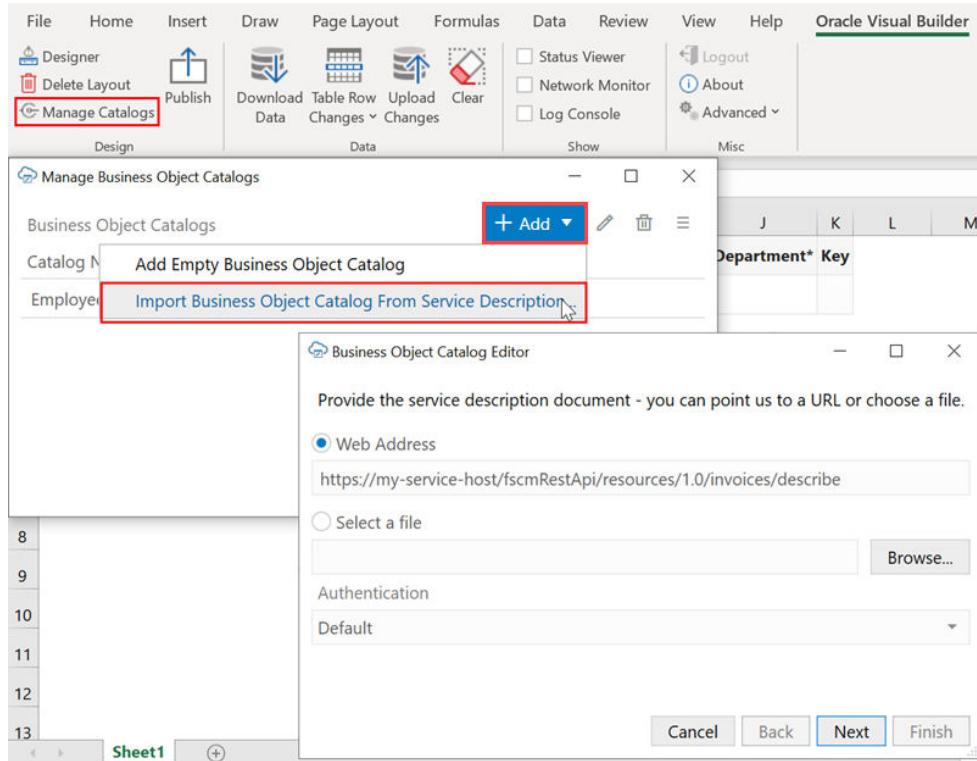 File Home Insert Draw Page Layout Formulas Data Review View Help Oracle Visual Builder
Designer
Delete Layout
Manage Catalogs
Publish
Design
Download Data
Table Row Changes
Upload Changes
Clear
Data
Status Viewer
Network Monitor
Log Console
Show
Logout
About
Advanced
Misc
Manage Business Object Catalogs
Business Object Catalogs
+ Add
Catalog N
Add Empty Business Object Catalog
Employee
Import Business Object Catalog From Service Description...
J K L M
Department* Key
Business Object Catalog Editor
Provide the service description document - you can point us to a URL or choose a file.
Web Address
https://my-service-host/fscmRestApi/resources/1.0/invoices/describe
Select a file
Browse...
Authentication
Default
Cancel Back Next Finish
8
9
10
11
12
13
Sheet1